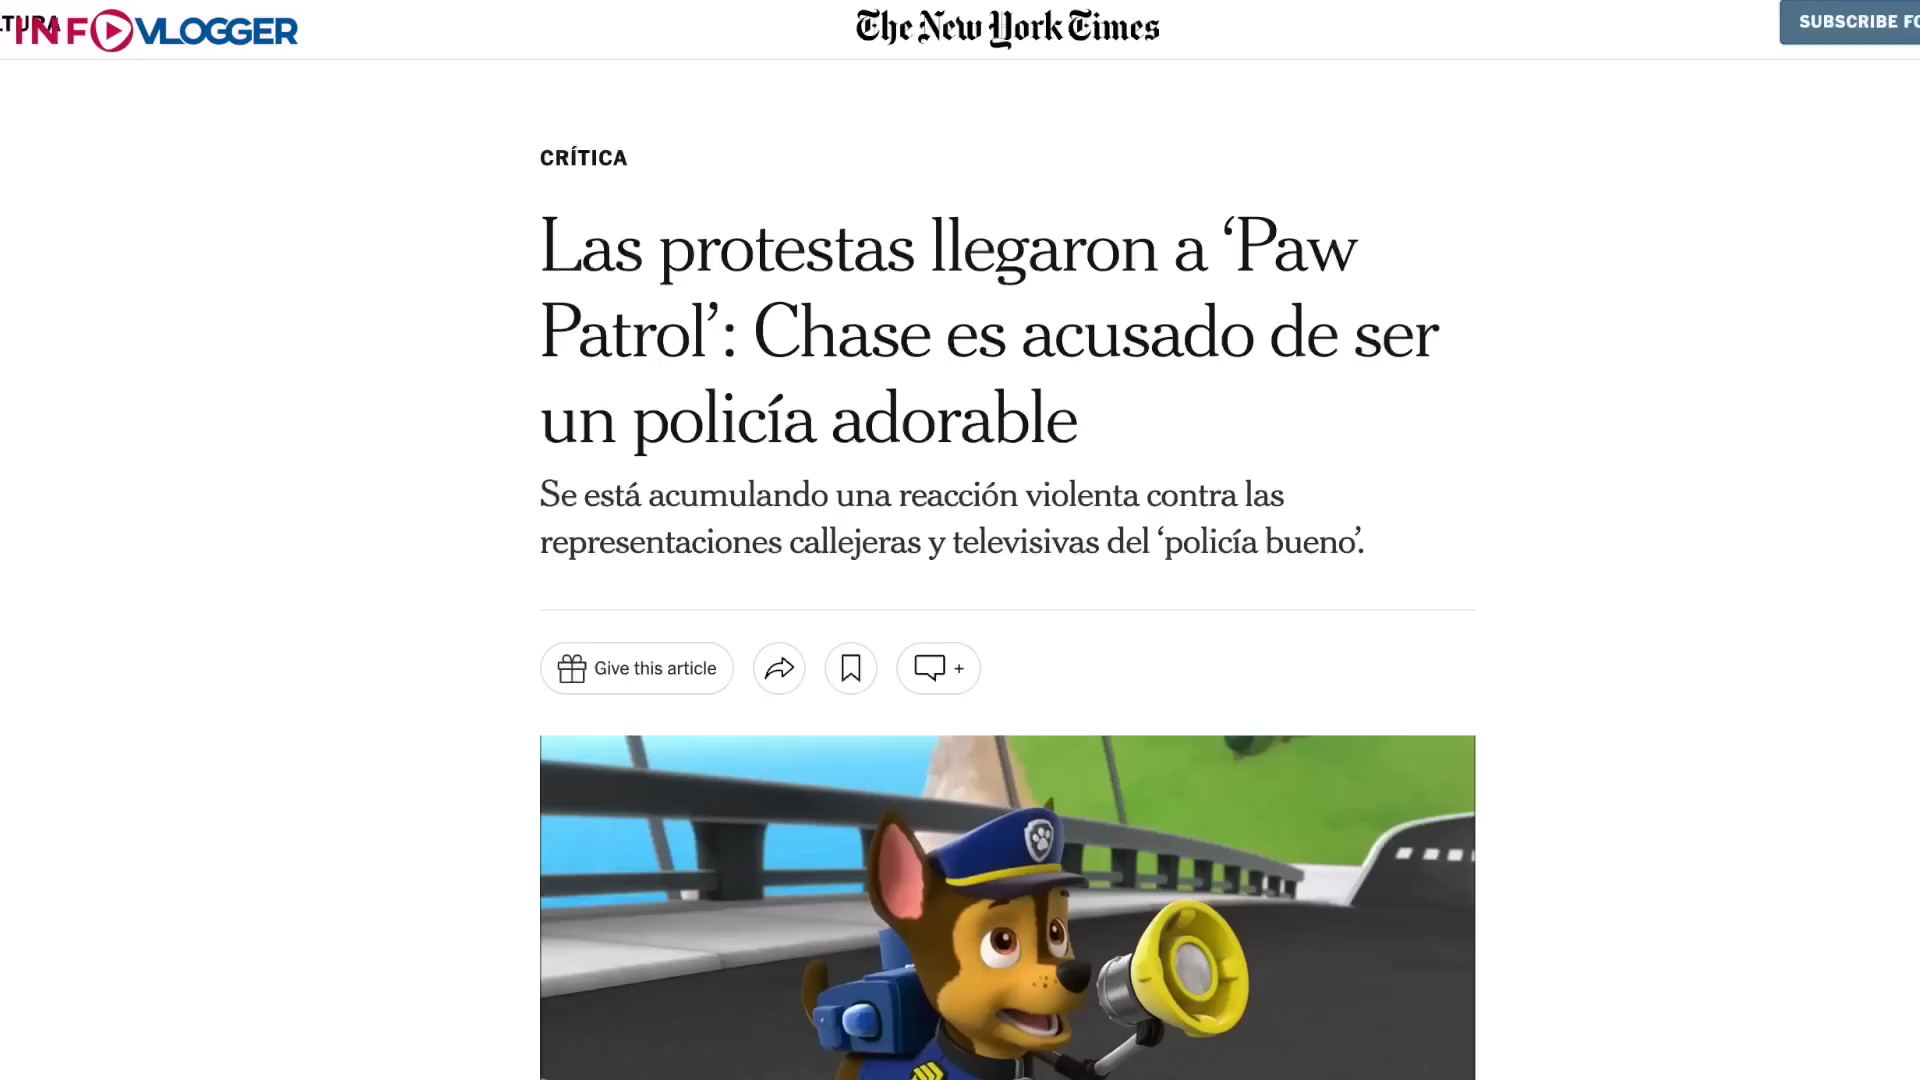 INFOVLOGGER
The New York Times
SUBSCRIBE FO
CRÍTICA
Las protestas llegaron a ‘Paw
Patrol’: Chase es acusado de ser
un policía adorable
Se está acumulando una reacción violenta contra las
representaciones callejeras y televisivas del ‘policía bueno’.
Give this article
+